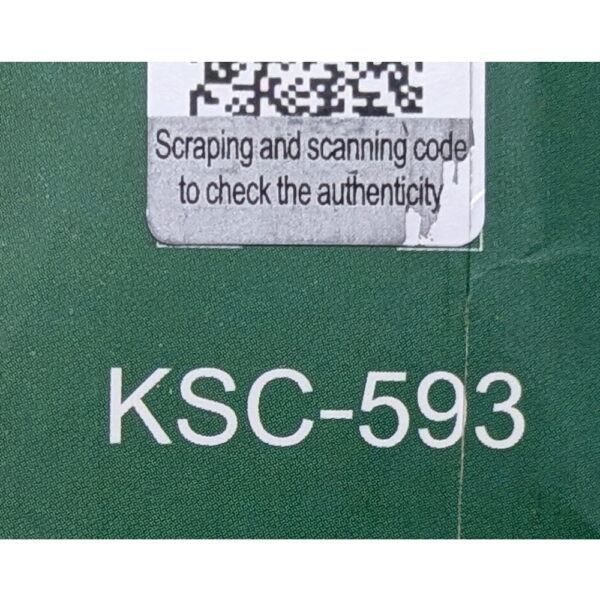 Scraping and scanning code
to check the authenticity
KSC-593